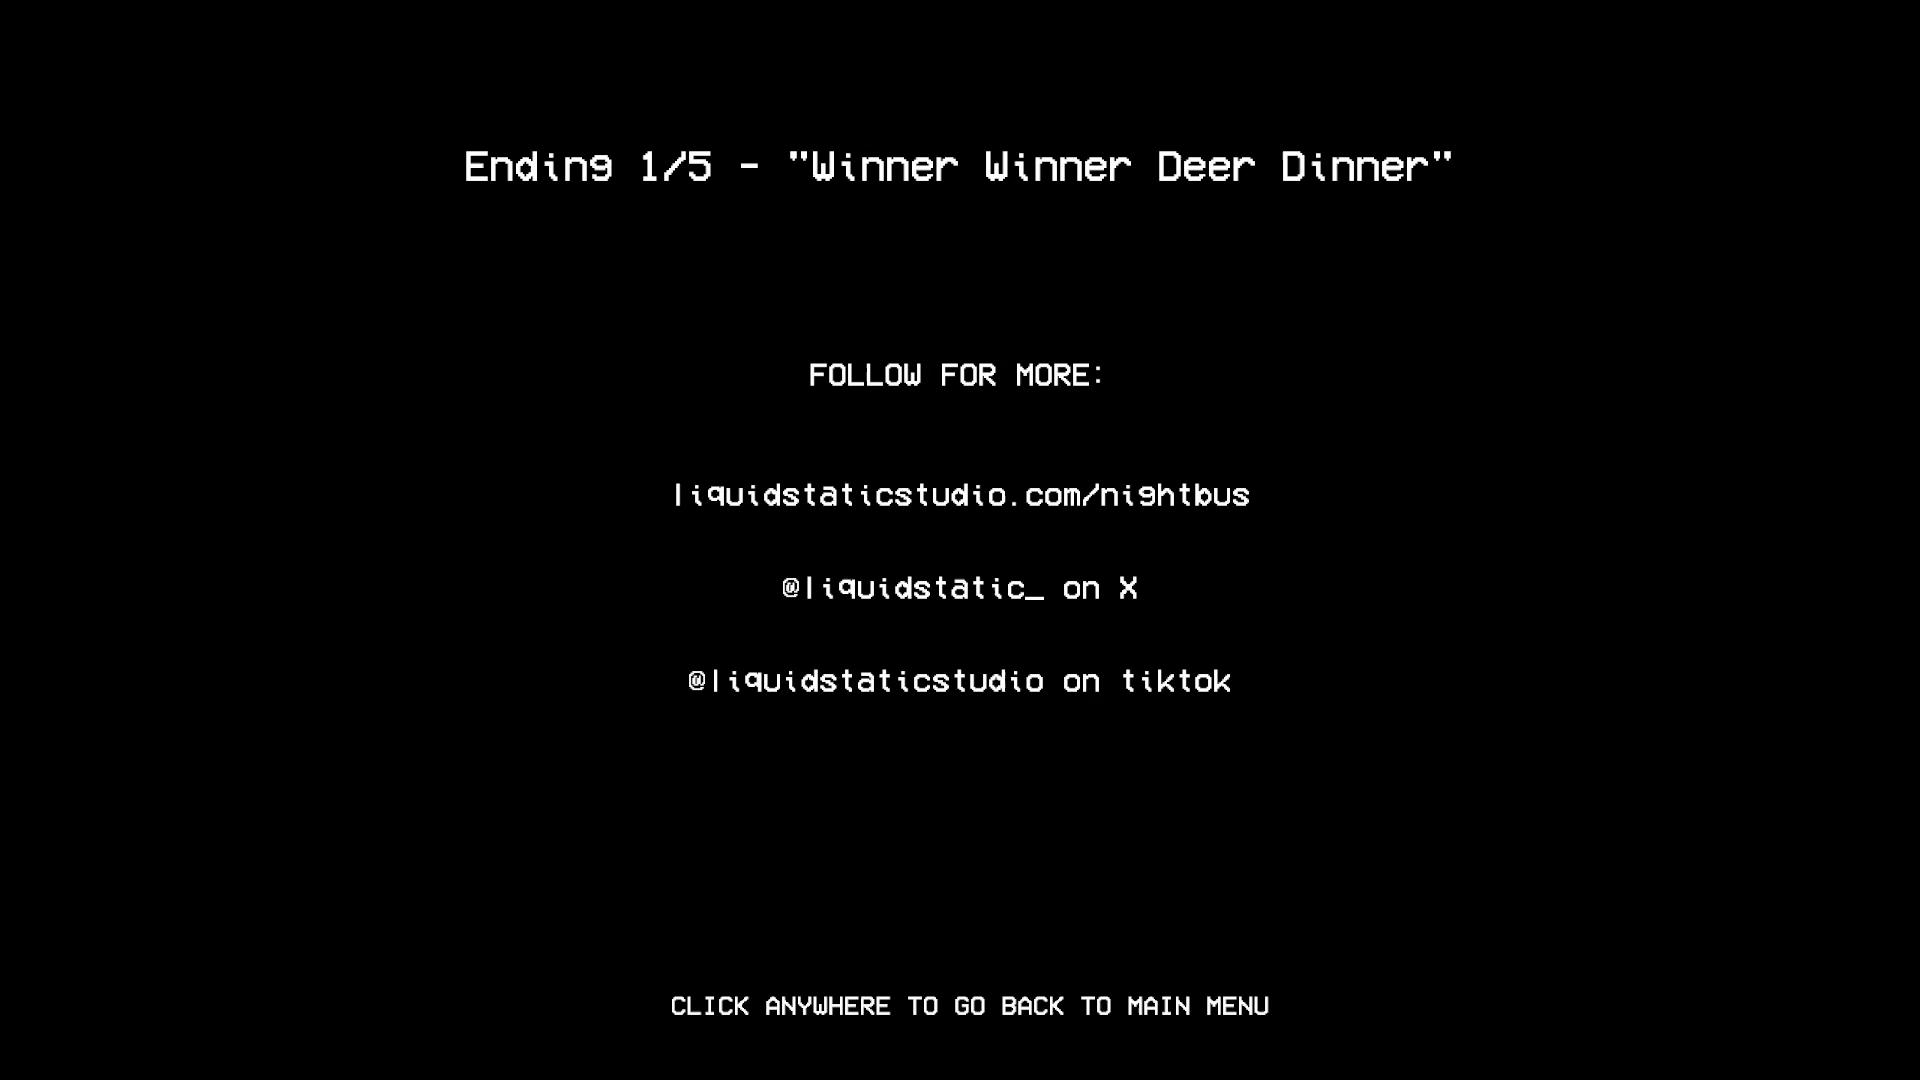 Ending 1/5 - "Winner Winner Deer Dinner"
FOLLOW FOR MORE:
liquidstaticstudio.com/nightbus
@liquidstatic_ on X
@liquidstaticstudio on tiktok
CLICK ANYWHERE TO GO BACK TO MAIN MENU